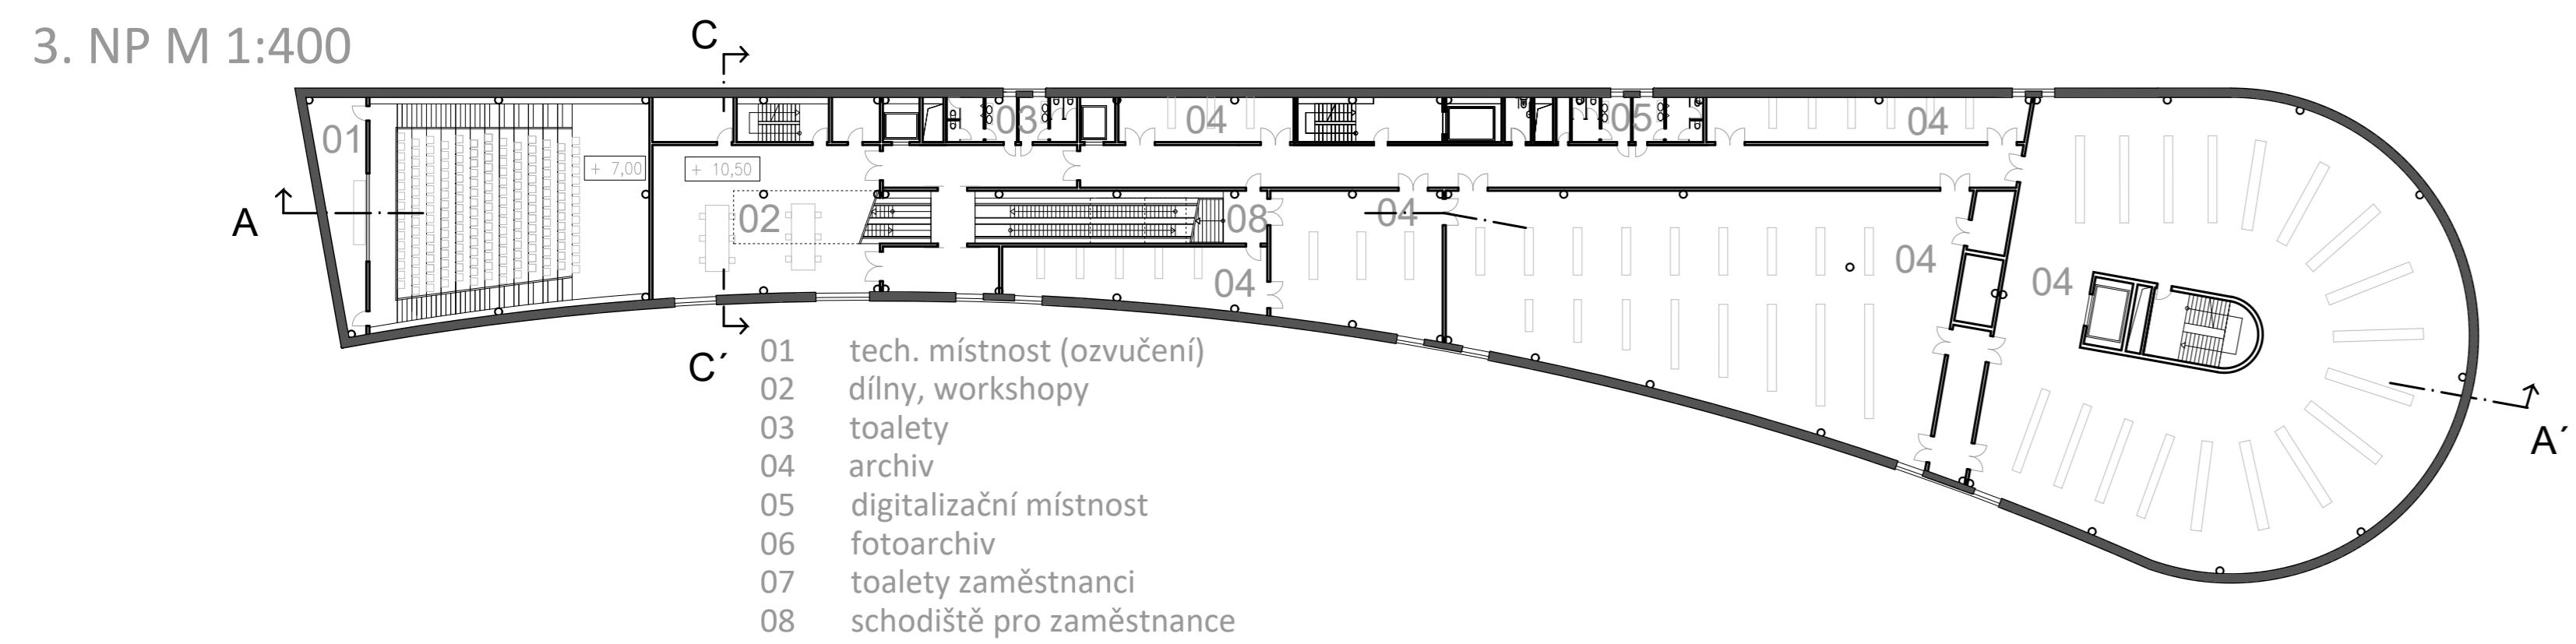 3. NP M 1:400
C
01
03
04
05
04
+ 7,00
+ 10,50
A
02
08
04
04
04
04
C´
A´
01 tech. místnost (ozvučení)
02 dílny, workshopy
03 toalety
04 archiv
05 digitalizační místnost
06 fotoarchiv
07 toalety zaměstnanci
08 schodiště pro zaměstnance